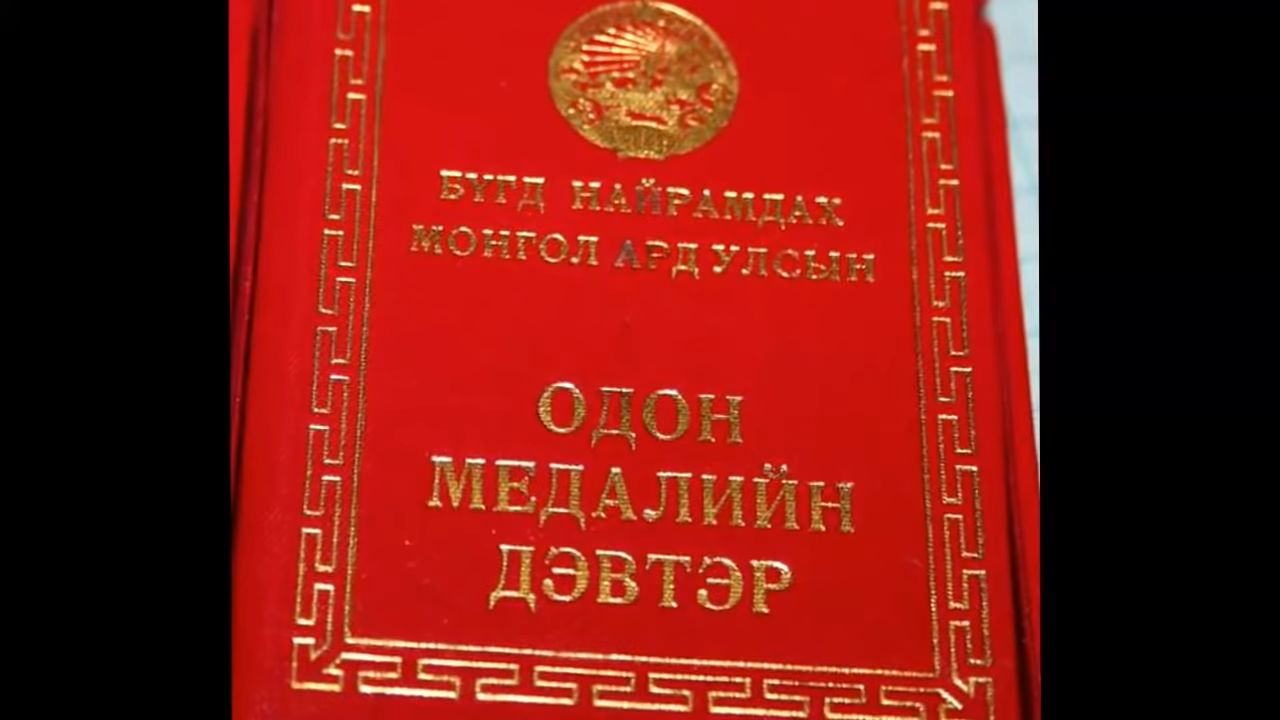 БҮГД НАЙРАМДАХ
МОНГОЛ АРД УЛСЫН
ОДОН
МЕДАЛИЙН
ДЭВТЭР